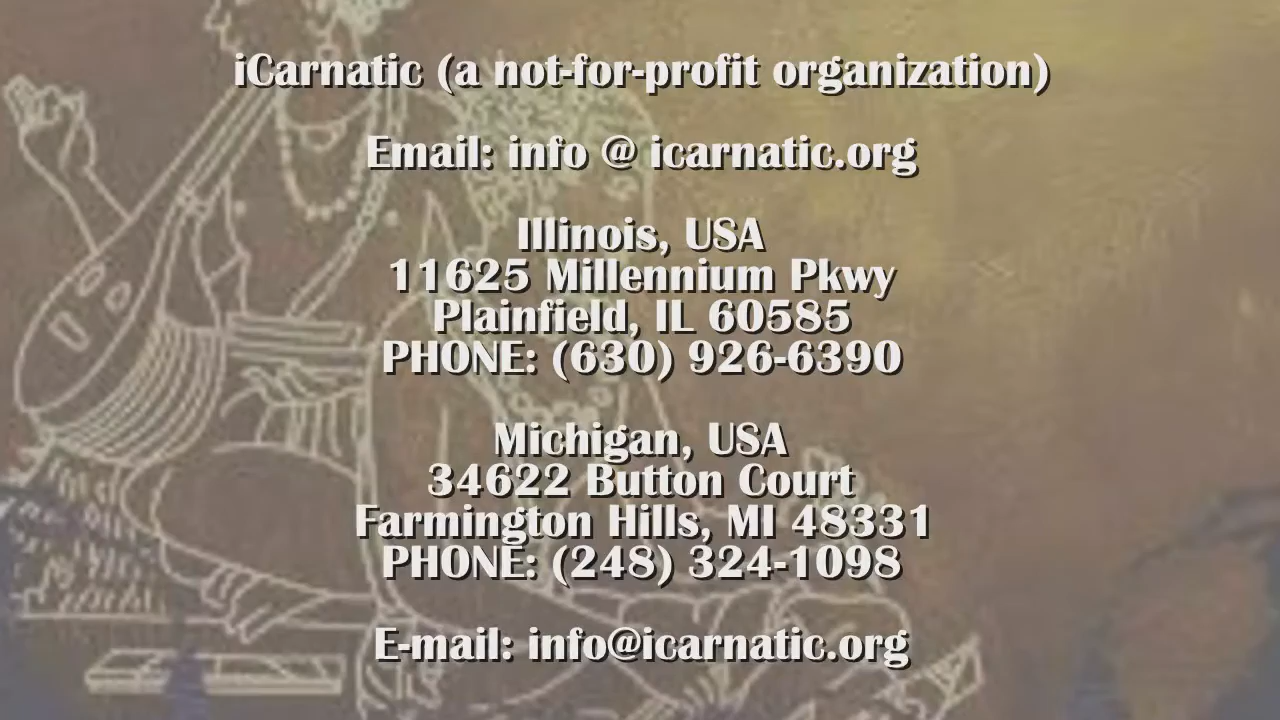 iCarnatic (a not-for-profit organization)
Email: info @ icarnatic.org
Illinois, USA
11625 Millennium Pkwy
Plainfield, IL 60585
PHONE: (630) 926-6390
Michigan, USA
34622 Button Court
Farmington Hills, MI 48331
PHONE: (248) 324-1098
E-mail: info@icarnatic.org